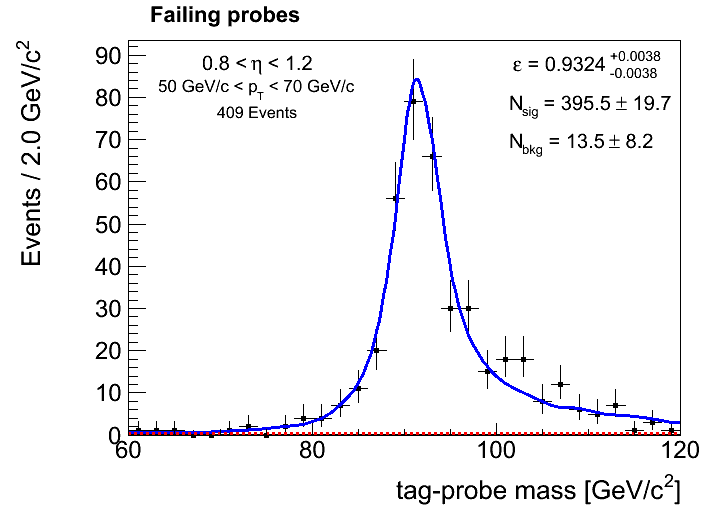 Failing probes
0.8 < η < 1.2
50 GeV/c < p_T < 70 GeV/c
409 Events
ε = 0.9324 +0.0038 -0.0038
N_sig = 395.5 ± 19.7
N_bkg = 13.5 ± 8.2
Events / 2.0 GeV/c²
90
80
70
60
50
40
30
20
10
0
60 80 100 120
tag-probe mass [GeV/c²]